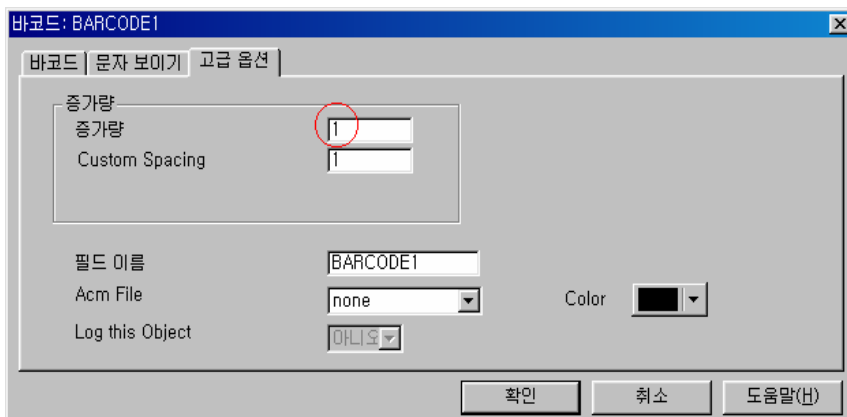 바코드: BARCODE1
바코드 문자 보이기 고급 옵션
증가량
증가량 1
Custom Spacing 1
필드 이름 BARCODE1
Acm File none Color
Log this Object 아니오
확인 취소 도움말(H)